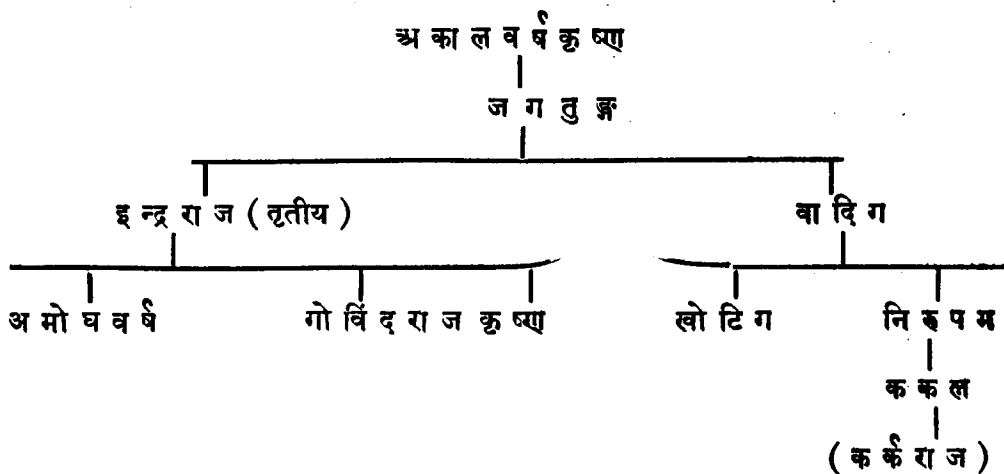 अकालवर्षकृष्ण
जगतुङ्ग
इन्द्रराज (तृतीय) वादिग
अमोघवर्ष गोविंदराज कृष्ण खोटिग निरूपम
ककल
(कर्कराज)